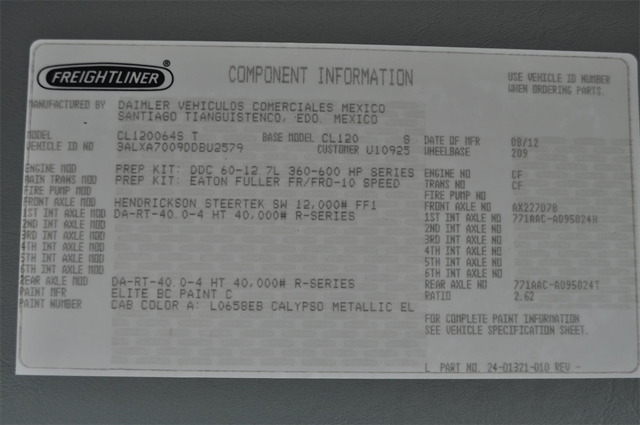 FREIGHTLINER ®
COMPONENT INFORMATION
USE VEHICLE ID NUMBER
WHEN ORDERING PARTS.
MANUFACTURED BY DAIMLER VEHICULOS COMERCIALES MEXICO
SANTIAGO TIANGUISTENCO, EDO. MEXICO
MODEL CL120064S T BASE MODEL CL120 S DATE OF MFR 08/12
VEHICLE ID NO 3ALXA7009DDBU2579 CUSTOMER U10925 WHEELBASE 209
ENGINE MOD PREP KIT: DDC 60-12.7L 360-600 HP SERIES ENGINE NO CF
MAIN TRANS MOD PREP KIT: EATON FULLER FR/FRO-10 SPEED TRANS NO CF
FIRE PUMP MOD FIRE PUMP NO
FRONT AXLE MOD HENDRICKSON STEERTEK SW 12,000# FF1 FRONT AXLE NO AX227078
1ST INT AXLE MOD DA-RT-40.0-4 HT 40,000# R-SERIES 1ST INT AXLE NO 771AAC-A095024H
2ND INT AXLE MOD 2ND INT AXLE NO
3RD INT AXLE MOD 3RD INT AXLE NO
4TH INT AXLE MOD 4TH INT AXLE NO
5TH INT AXLE MOD 5TH INT AXLE NO
6TH INT AXLE MOD 6TH INT AXLE NO
REAR AXLE MOD DA-RT-40.0-4 HT 40,000# R-SERIES REAR AXLE NO 771AAC-A095024T
PAINT MFR ELITE BC PAINT C RATIO 2.62
PAINT NUMBER CAB COLOR A: L0658EB CALYPSO METALLIC EL
FOR COMPLETE PAINT INFORMATION
SEE VEHICLE SPECIFICATION SHEET.
L PART NO. 24-01321-010 REV -